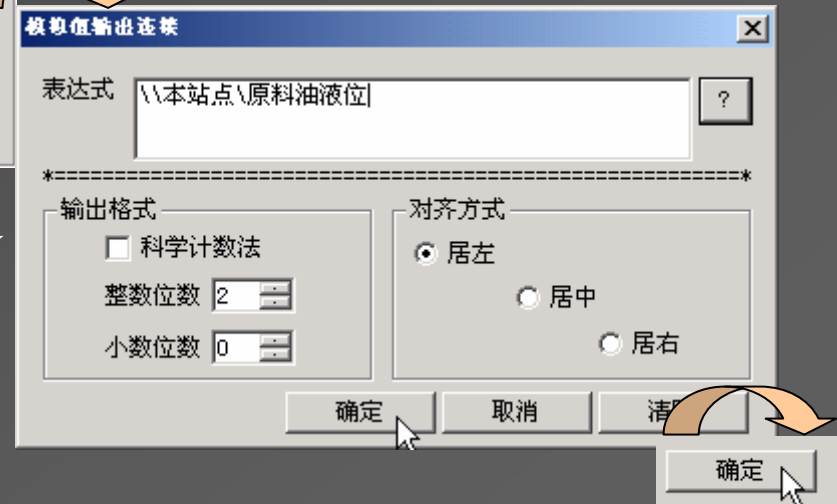 模拟值输出连接
表达式 \\本站点\原料油液位
?
*=========================================================*
输出格式
科学计数法
整数位数 2
小数位数 0
对齐方式
居左
居中
居右
确定 取消
确定